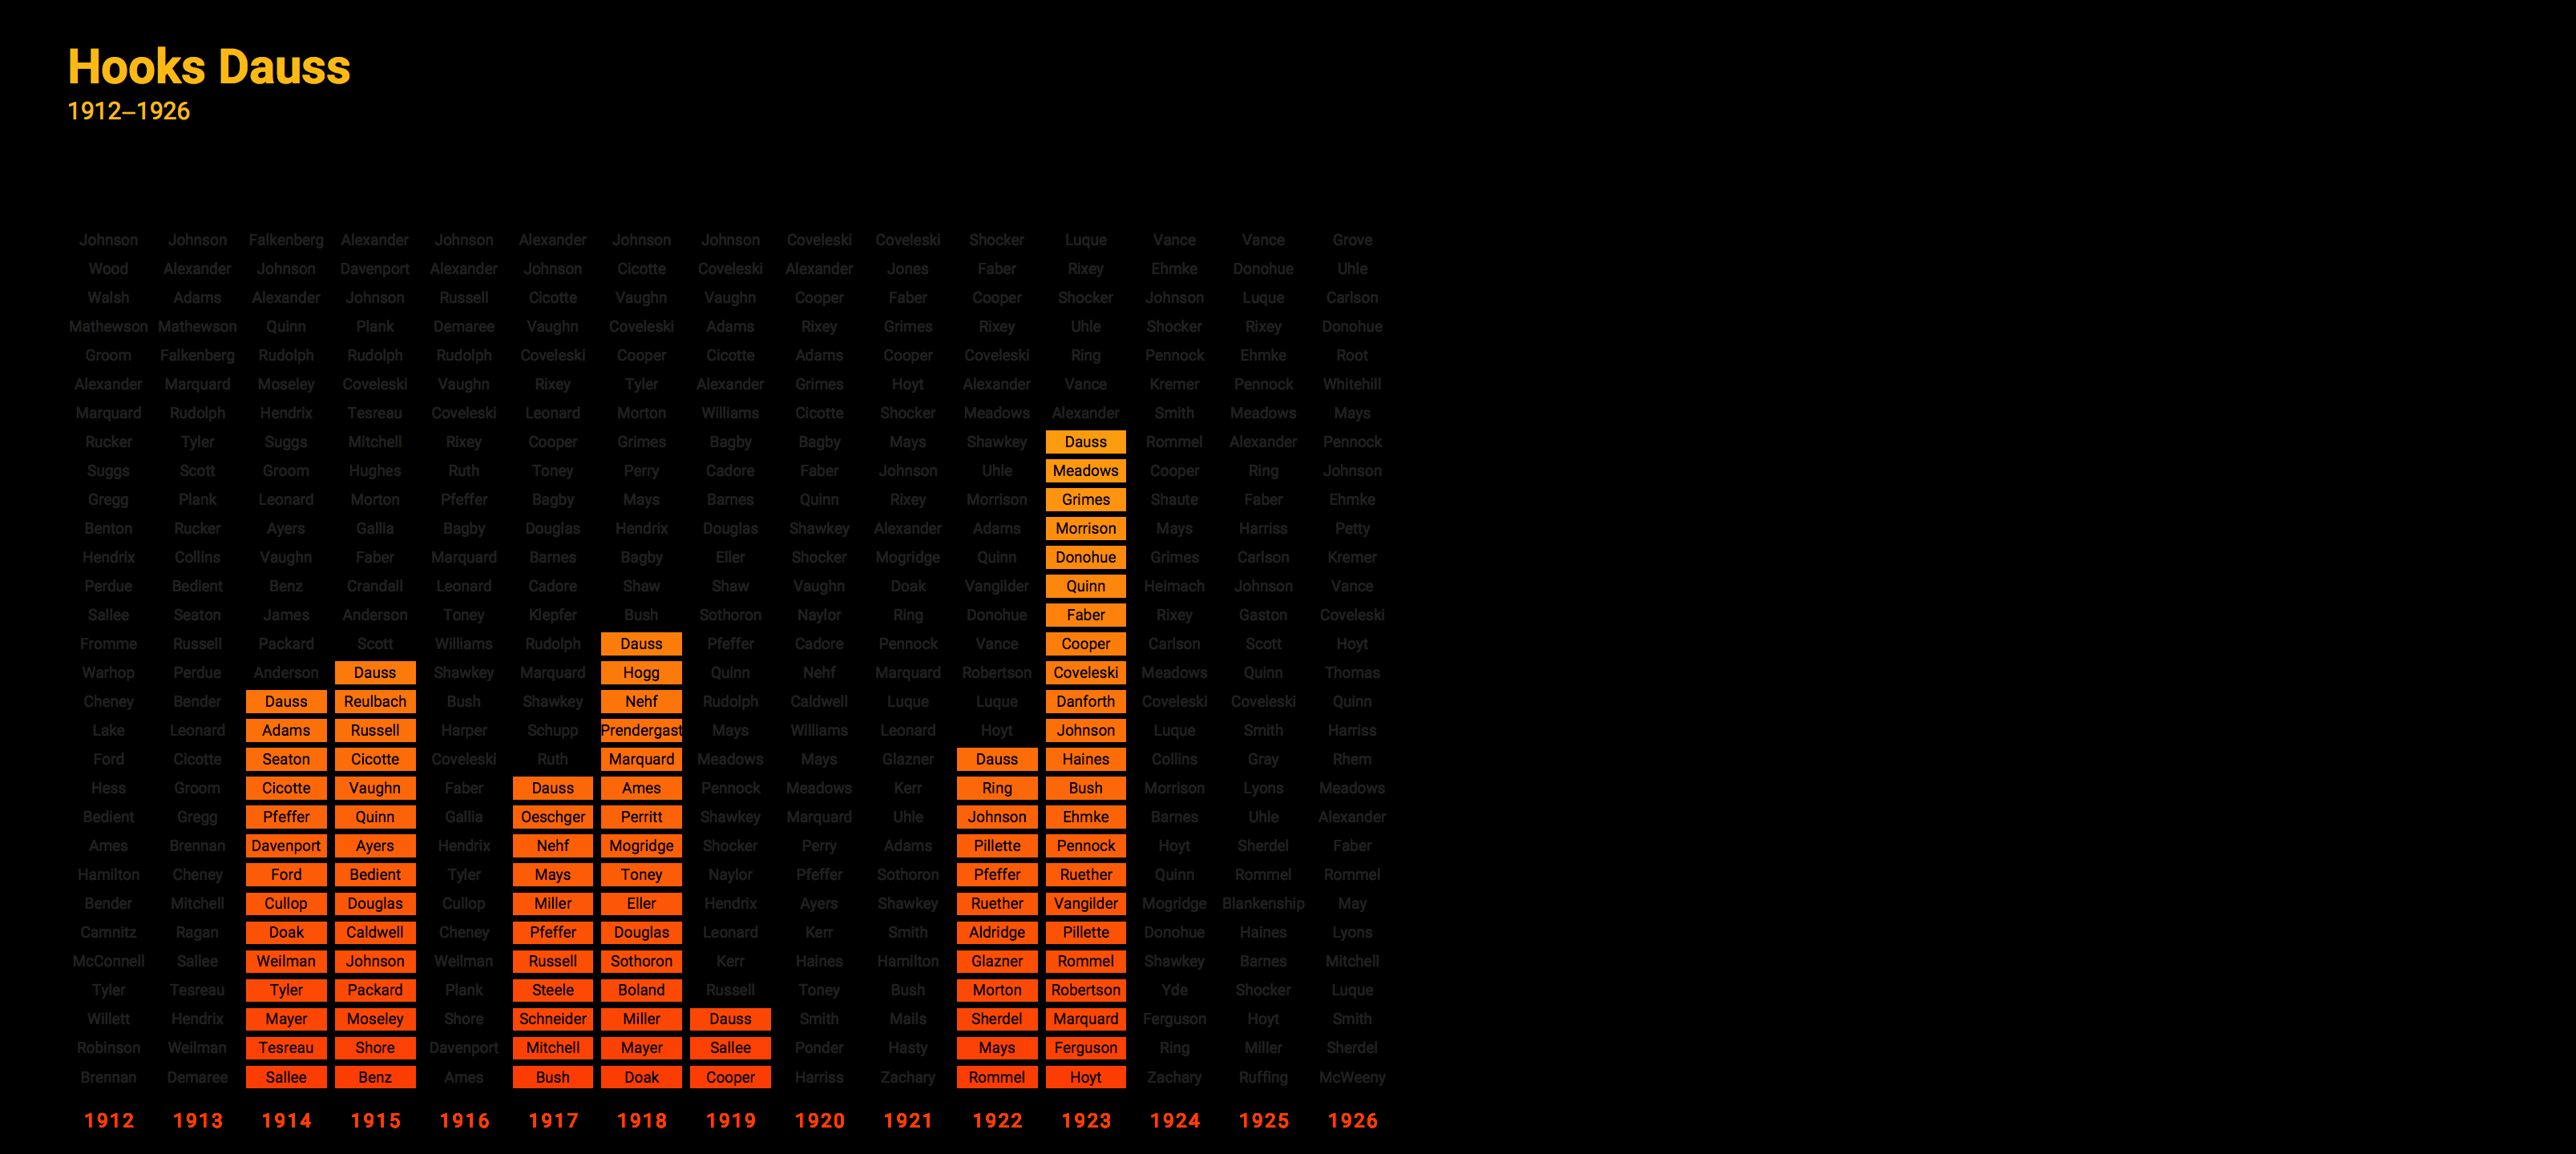 Hooks Dauss
1912–1926
Johnson Johnson Falkenberg Alexander Johnson Alexander Johnson Johnson Coveleski Coveleski Shocker Luque Vance Vance Grove
Wood Alexander Johnson Davenport Alexander Johnson Cicotte Coveleski Alexander Jones Faber Rixey Ehmke Donohue Uhle
Walsh Adams Alexander Johnson Russell Cicotte Vaughn Vaughn Cooper Faber Cooper Shocker Johnson Luque Carlson
Mathewson Mathewson Quinn Plank Demaree Vaughn Coveleski Adams Rixey Grimes Rixey Uhle Shocker Rixey Donohue
Groom Falkenberg Rudolph Rudolph Rudolph Coveleski Cooper Cicotte Adams Cooper Coveleski Ring Pennock Ehmke Root
Alexander Marquard Moseley Coveleski Vaughn Rixey Tyler Alexander Grimes Hoyt Alexander Vance Kremer Pennock Whitehill
Marquard Rudolph Hendrix Tesreau Coveleski Leonard Morton Williams Cicotte Shocker Meadows Alexander Smith Meadows Mays
Rucker Tyler Suggs Mitchell Rixey Cooper Grimes Bagby Bagby Mays Shawkey Dauss Rommel Alexander Pennock
Suggs Scott Groom Hughes Ruth Toney Perry Cadore Faber Johnson Uhle Meadows Cooper Ring Johnson
Gregg Plank Leonard Morton Pfeffer Bagby Mays Barnes Quinn Rixey Morrison Grimes Shaute Faber Ehmke
Benton Rucker Ayers Gallia Bagby Douglas Hendrix Douglas Shawkey Alexander Adams Morrison Mays Harriss Petty
Hendrix Collins Vaughn Faber Marquard Barnes Bagby Eller Shocker Mogridge Quinn Donohue Grimes Carlson Kremer
Perdue Bedient Benz Crandall Leonard Cadore Shaw Shaw Vaughn Doak Vangilder Quinn Heimach Johnson Vance
Sallee Seaton James Anderson Toney Klepfer Bush Sothoron Naylor Ring Donohue Faber Rixey Gaston Coveleski
Fromme Russell Packard Scott Williams Rudolph Dauss Pfeffer Cadore Pennock Vance Cooper Carlson Scott Hoyt
Warhop Perdue Anderson Dauss Shawkey Marquard Hogg Quinn Nehf Marquard Robertson Coveleski Meadows Quinn Thomas
Cheney Bender Dauss Reulbach Bush Shawkey Nehf Rudolph Caldwell Luque Luque Danforth Coveleski Coveleski Quinn
Lake Leonard Adams Russell Harper Schupp Prendergast Mays Williams Leonard Hoyt Johnson Luque Smith Harriss
Ford Cicotte Seaton Cicotte Coveleski Ruth Marquard Meadows Mays Glazner Dauss Haines Collins Gray Rhem
Hess Groom Cicotte Vaughn Faber Dauss Ames Pennock Meadows Kerr Ring Bush Morrison Lyons Meadows
Bedient Gregg Pfeffer Quinn Gallia Oeschger Perritt Shawkey Marquard Uhle Johnson Ehmke Barnes Uhle Alexander
Ames Brennan Davenport Ayers Hendrix Nehf Mogridge Shocker Perry Adams Pillette Pennock Hoyt Sherdel Faber
Hamilton Cheney Ford Bedient Tyler Mays Toney Naylor Pfeffer Sothoron Pfeffer Ruether Quinn Rommel Rommel
Bender Mitchell Cullop Douglas Cullop Miller Eller Hendrix Ayers Shawkey Ruether Vangilder Mogridge Blankenship May
Camnitz Ragan Doak Caldwell Cheney Pfeffer Douglas Leonard Kerr Smith Aldridge Pillette Donohue Haines Lyons
McConnell Sallee Weilman Johnson Weilman Russell Sothoron Kerr Haines Hamilton Glazner Rommel Shawkey Barnes Mitchell
Tyler Tesreau Tyler Packard Plank Steele Boland Russell Toney Bush Morton Robertson Yde Shocker Luque
Willett Hendrix Mayer Moseley Shore Schneider Miller Dauss Smith Mails Sherdel Marquard Ferguson Hoyt Smith
Robinson Weilman Tesreau Shore Davenport Mitchell Mayer Sallee Ponder Hasty Mays Ferguson Ring Miller Sherdel
Brennan Demaree Sallee Benz Ames Bush Doak Cooper Harriss Zachary Rommel Hoyt Zachary Ruffing McWeeny
1912 1913 1914 1915 1916 1917 1918 1919 1920 1921 1922 1923 1924 1925 1926